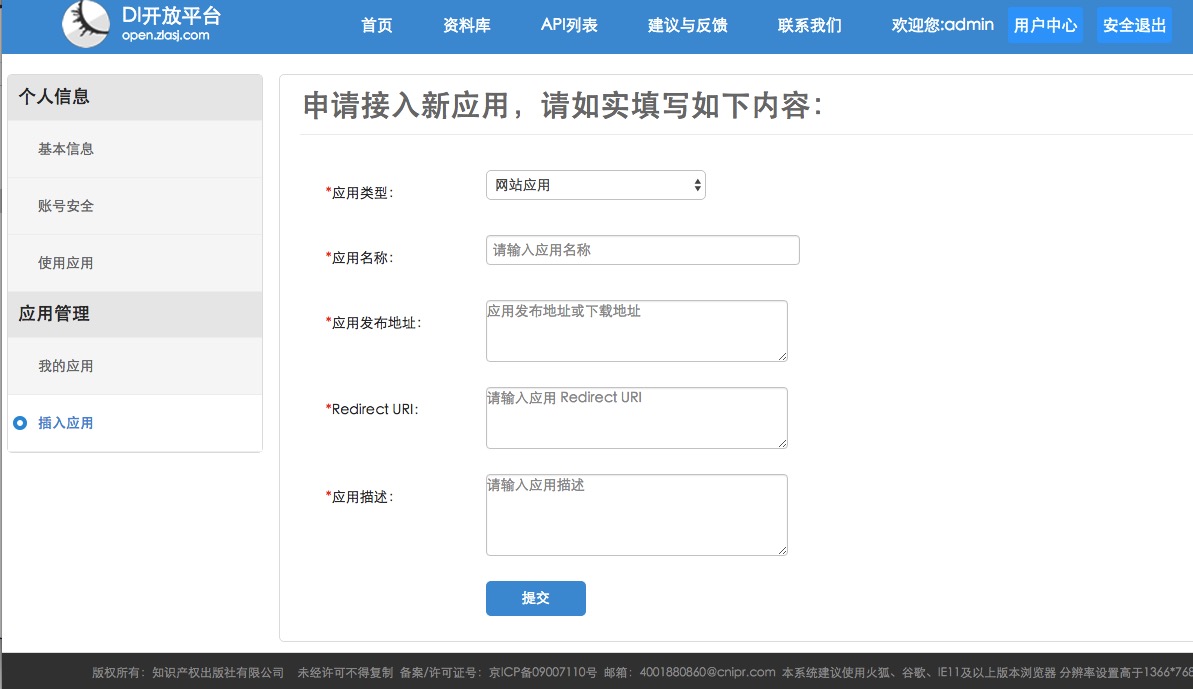 DI开放平台
open.zlasj.com
首页 资料库 API列表 建议与反馈 联系我们 欢迎您:admin 用户中心 安全退出
个人信息
基本信息
账号安全
使用应用
应用管理
我的应用
插入应用
申请接入新应用，请如实填写如下内容：
*应用类型： 网站应用
*应用名称： 请输入应用名称
*应用发布地址： 应用发布地址或下载地址
*Redirect URI： 请输入应用 Redirect URI
*应用描述： 请输入应用描述
提交
版权所有：知识产权出版社有限公司 未经许可不得复制 备案/许可证号：京ICP备09007110号 邮箱：4001880860@cnipr.com 本系统建议使用火狐、谷歌、IE11及以上版本浏览器 分辨率设置高于1366*768